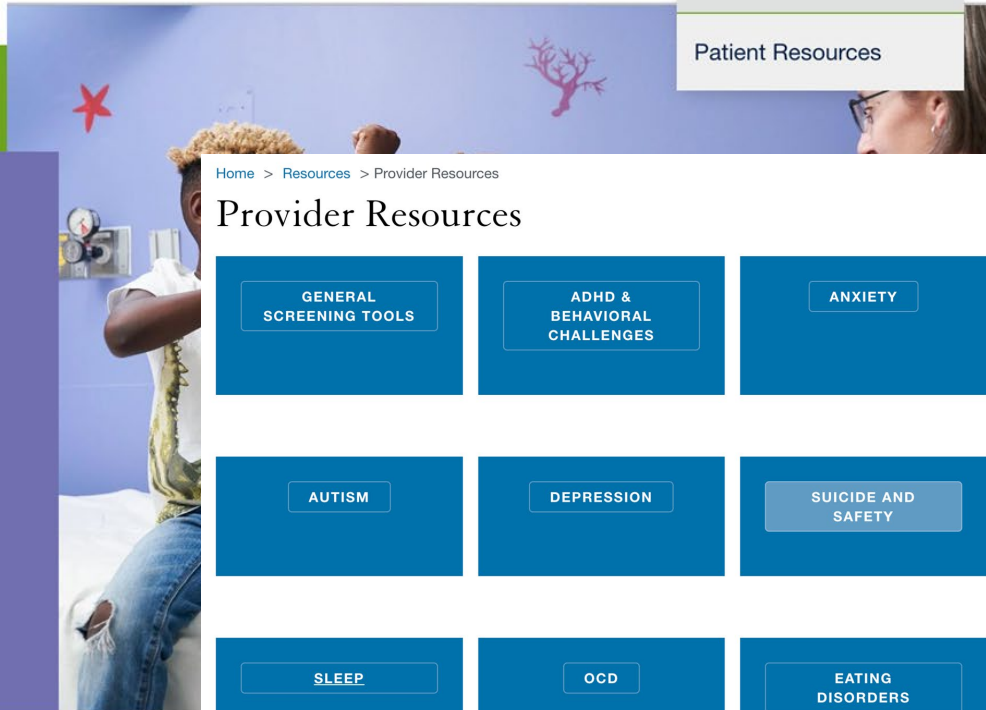 Patient Resources
Home > Resources > Provider Resources
Provider Resources
GENERAL
SCREENING TOOLS
ADHD &
BEHAVIORAL
CHALLENGES
ANXIETY
AUTISM
DEPRESSION
SUICIDE AND
SAFETY
SLEEP
OCD
EATING
DISORDERS